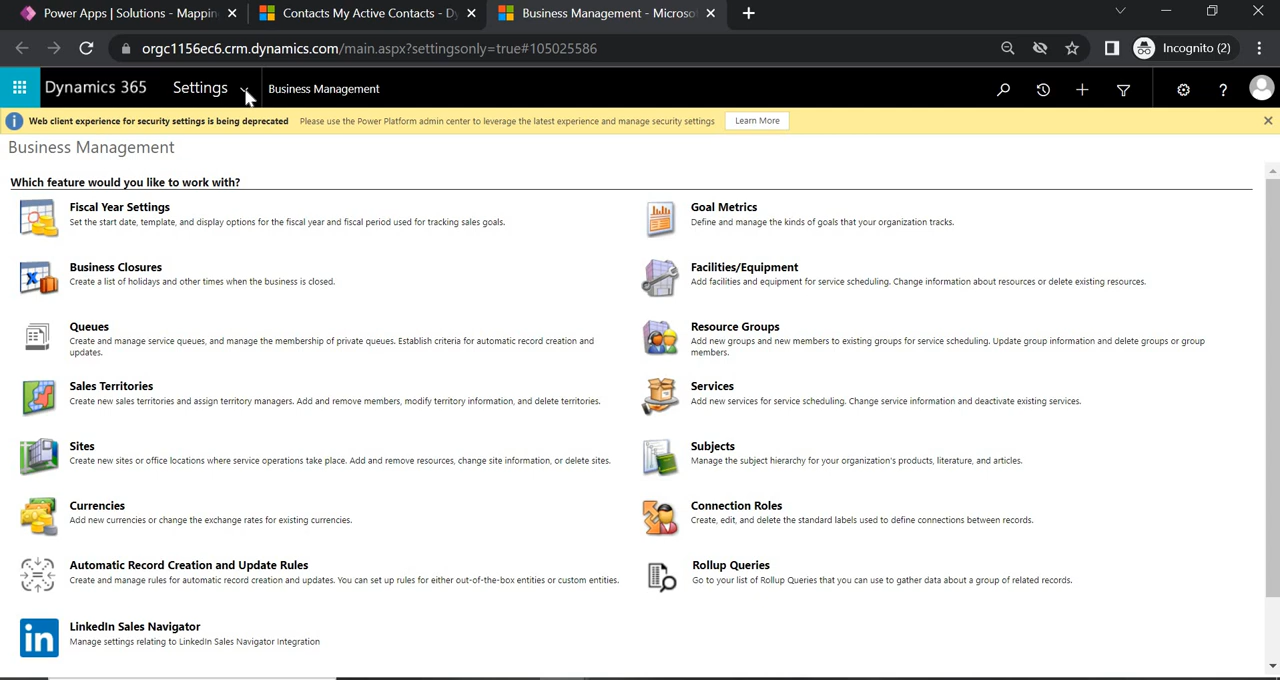 Power Apps | Solutions - Mappin
Contacts My Active Contacts - Dy
Business Management - Microso
orgc1156ec6.crm.dynamics.com/main.aspx?settingsonly=true#105025586
Incognito (2)
Dynamics 365
Settings
Business Management
Web client experience for security settings is being deprecated Please use the Power Platform admin center to leverage the latest experience and manage security settings
Learn More
Business Management
Which feature would you like to work with?
Fiscal Year Settings
Set the start date, template, and display options for the fiscal year and fiscal period used for tracking sales goals.
Goal Metrics
Define and manage the kinds of goals that your organization tracks.
Business Closures
Create a list of holidays and other times when the business is closed.
Facilities/Equipment
Add facilities and equipment for service scheduling. Change information about resources or delete existing resources.
Queues
Create and manage service queues, and manage the membership of private queues. Establish criteria for automatic record creation and
updates.
Resource Groups
Add new groups and new members to existing groups for service scheduling. Update group information and delete groups or group
members.
Sales Territories
Create new sales territories and assign territory managers. Add and remove members, modify territory information, and delete territories.
Services
Add new services for service scheduling. Change service information and deactivate existing services.
Sites
Create new sites or office locations where service operations take place. Add and remove resources, change site information, or delete sites.
Subjects
Manage the subject hierarchy for your organization's products, literature, and articles.
Currencies
Add new currencies or change the exchange rates for existing currencies.
Connection Roles
Create, edit, and delete the standard labels used to define connections between records.
Automatic Record Creation and Update Rules
Create and manage rules for automatic record creation and updates. You can set up rules for either out-of-the-box entities or custom entities.
Rollup Queries
Go to your list of Rollup Queries that you can use to gather data about a group of related records.
in
LinkedIn Sales Navigator
Manage settings relating to LinkedIn Sales Navigator Integration